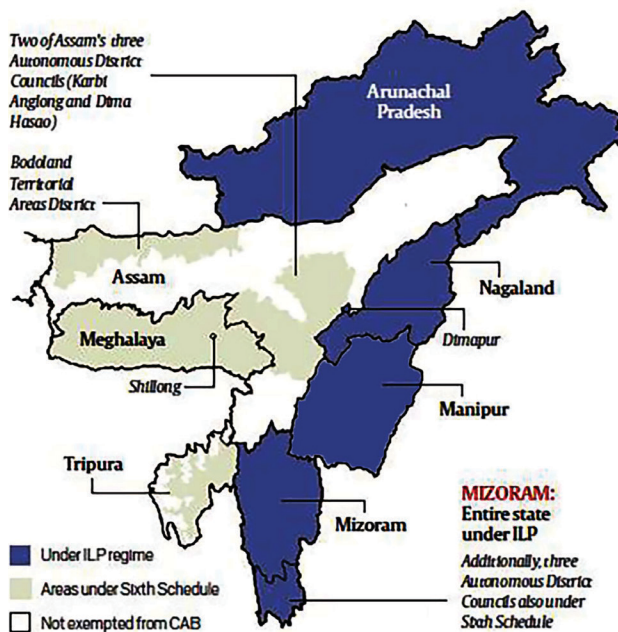 Two of Assam's three
Autonomous District
Councils (Karbi
Anglong and Dima
Hasao)
Arunachal
Pradesh
Bodoland
Territorial
Areas District
Assam
Nagaland
Meghalaya
Dimapur
Shillong
Manipur
Tripura
Mizoram
MIZORAM:
Entire state
under ILP
Additionally, three
Autonomous District
Councils also under
Sixth Schedule
Under ILP regime
Areas under Sixth Schedule
Not exempted from CAB